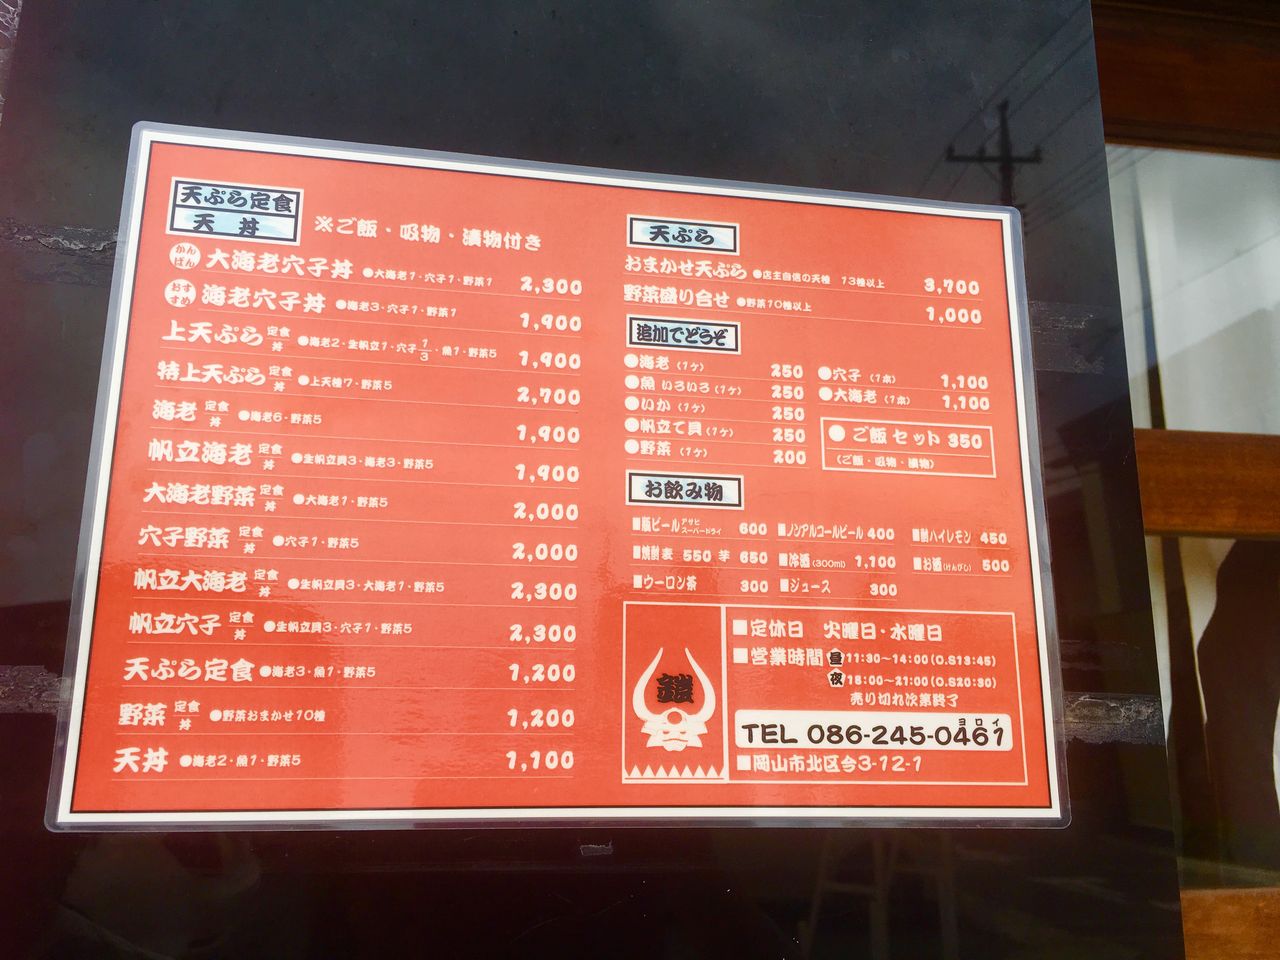 天ぷら定食
天丼
※ご飯・吸物・漬物付き
かんばん 大海老穴子丼 ●大海老1・穴子1・野菜1 2,300
おすすめ 海老穴子丼 ●海老3・穴子1・野菜1 1,900
上天ぷら 定食 丼 ●海老2・生帆立1・穴子1/3・魚1・野菜5 1,900
特上天ぷら 定食 丼 ●上天種7・野菜5 2,700
海老 定食 丼 ●海老6・野菜5 1,900
帆立海老 定食 丼 ●生帆立貝3・海老3・野菜5 1,900
大海老野菜 定食 丼 ●大海老1・野菜5 2,000
穴子野菜 定食 丼 ●穴子1・野菜5 2,000
帆立大海老 定食 丼 ●生帆立貝3・大海老1・野菜5 2,300
帆立穴子 定食 丼 ●生帆立貝3・穴子1・野菜5 2,300
天ぷら定食 ●海老3・魚1・野菜5 1,200
野菜 定食 丼 ●野菜おまかせ10種 1,200
天丼 ●海老2・魚1・野菜5 1,100
天ぷら
おまかせ天ぷら ●店主自信の天種 13種以上 3,700
野菜盛り合せ ●野菜10種以上 1,000
追加でどうぞ
●海老(1ヶ) 250
●魚 いろいろ(1ヶ) 250
●いか(1ヶ) 250
●帆立て貝(1ヶ) 250
●野菜(1ヶ) 200
●穴子(1本) 1,100
●大海老(1本) 1,100
●ご飯セット 350
(ご飯・吸物・漬物)
お飲み物
■瓶ビール アサヒスーパードライ 600 ■ノンアルコールビール 400 ■酎ハイレモン 450
■焼酎 麦 550 芋 650 ■冷酒(300ml) 1,100 ■お酒(けんびし) 500
■ウーロン茶 300 ■ジュース 300
鎧
■定休日 火曜日・水曜日
■営業時間 昼 11:30〜14:00(O.S13:45)
夜 18:00〜21:00(O.S20:30)
売り切れ次第終了
ヨロイ
TEL 086-245-0461
■岡山市北区今3-12-1